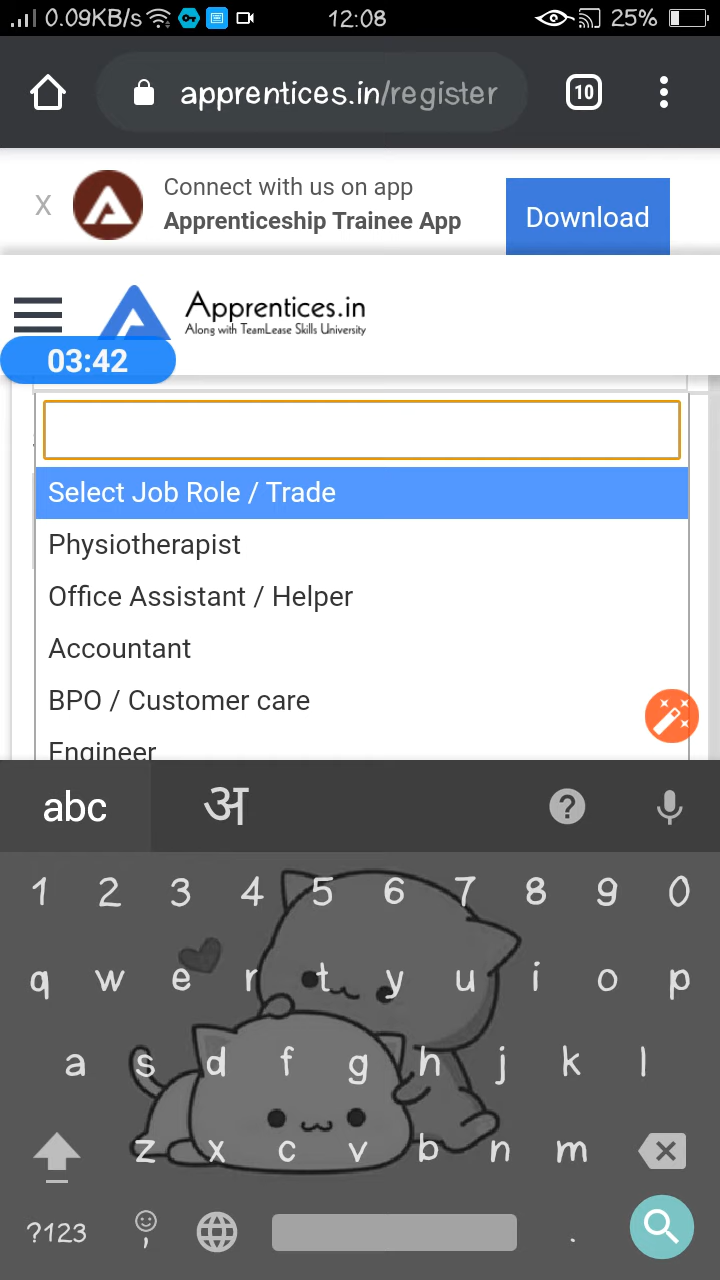 0.09KB/s 12:08 25%
apprentices.in/register 10
X Connect with us on app
Apprenticeship Trainee App
Download
Apprentices.in
Along with TeamLease Skills University
03:42
Select Job Role / Trade
Physiotherapist
Office Assistant / Helper
Accountant
BPO / Customer care
Engineer
abc अ ?
1 2 3 4 5 6 7 8 9 0
q w e r t y u i o p
a s d f g h j k l
z x c v b n m
?123 , .